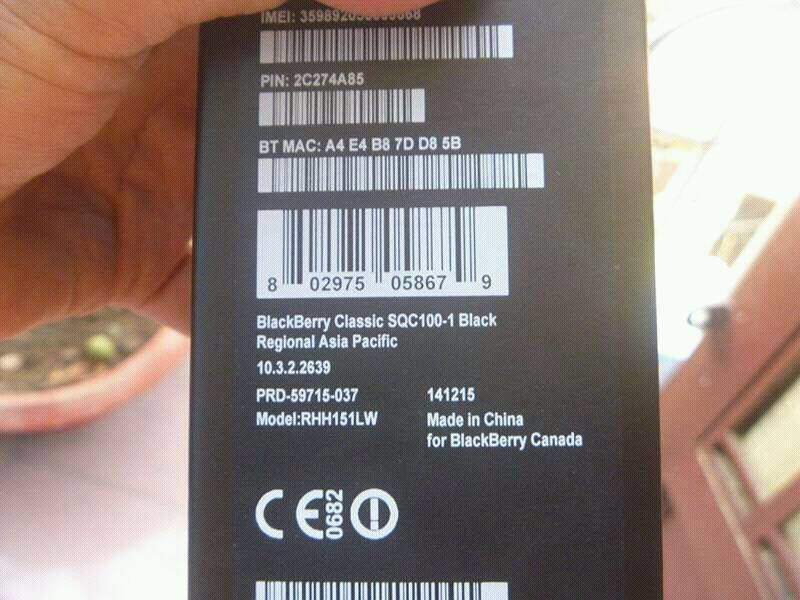 PIN: 2C274A85
BT MAC: A4 E4 B8 7D D8 5B
8 02975 05867 9
BlackBerry Classic SQC100-1 Black
Regional Asia Pacific
10.3.2.2639
PRD-59715-037 141215
Model:RHH151LW Made in China
for BlackBerry Canada
CE 0682